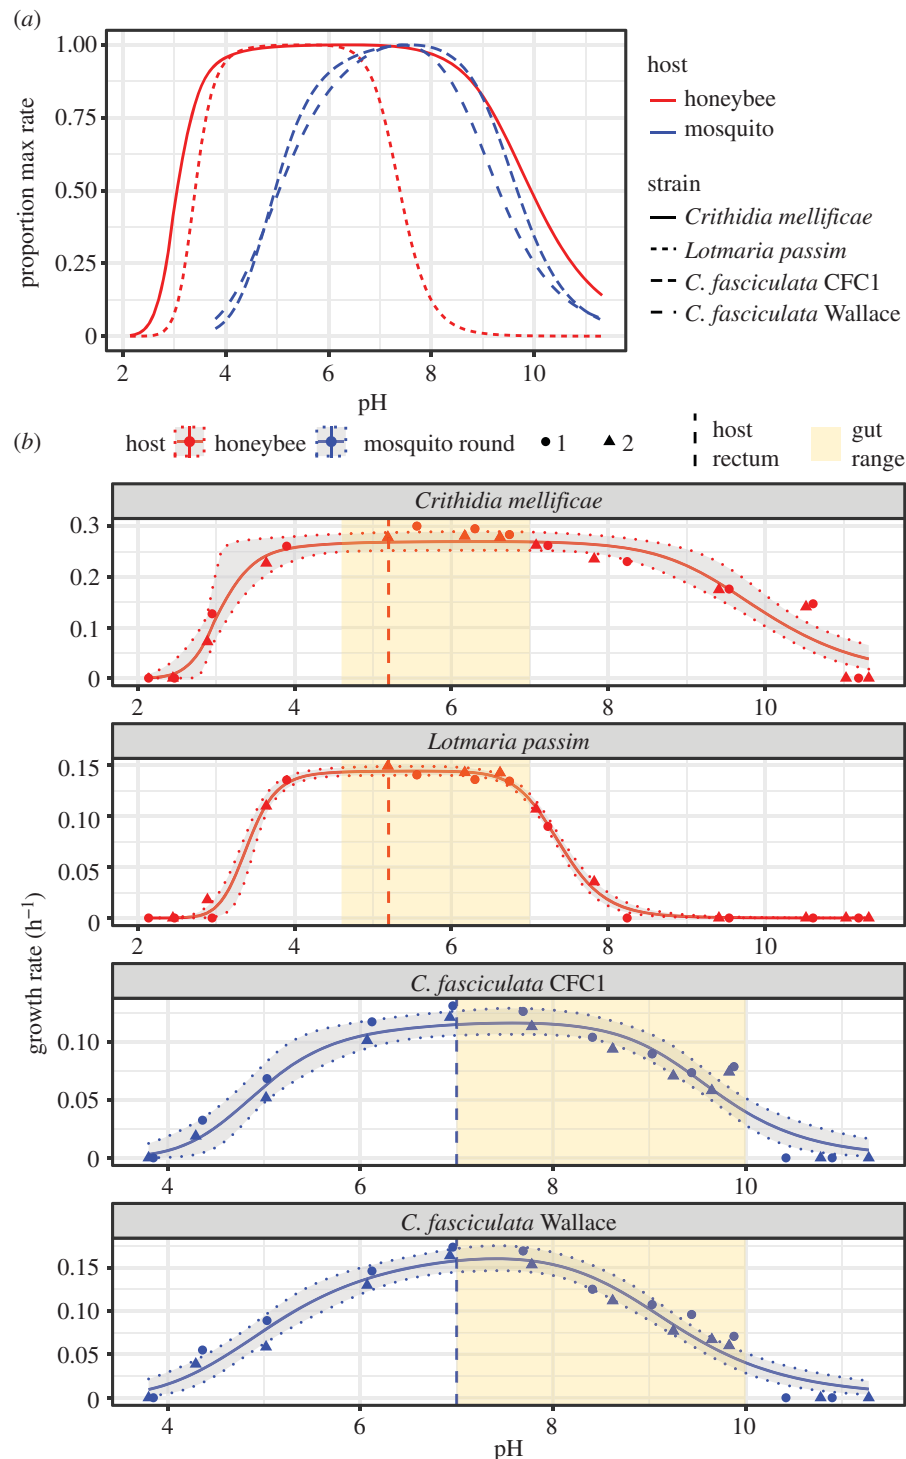 (a)
1.00
0.75
0.50
0.25
0
proportion max rate
2 4 6 8 10
pH
host
honeybee
mosquito
strain
Crithidia mellificae
Lotmaria passim
C. fasciculata CFC1
C. fasciculata Wallace
(b)
host honeybee mosquito round 1 2
host rectum
gut range
Crithidia mellificae
0.3
0.2
0.1
0
2 4 6 8 10
Lotmaria passim
0.15
0.10
0.05
0
2 4 6 8 10
growth rate (h⁻¹)
C. fasciculata CFC1
0.10
0.05
0
4 6 8 10
C. fasciculata Wallace
0.15
0.10
0.05
0
4 6 8 10
pH